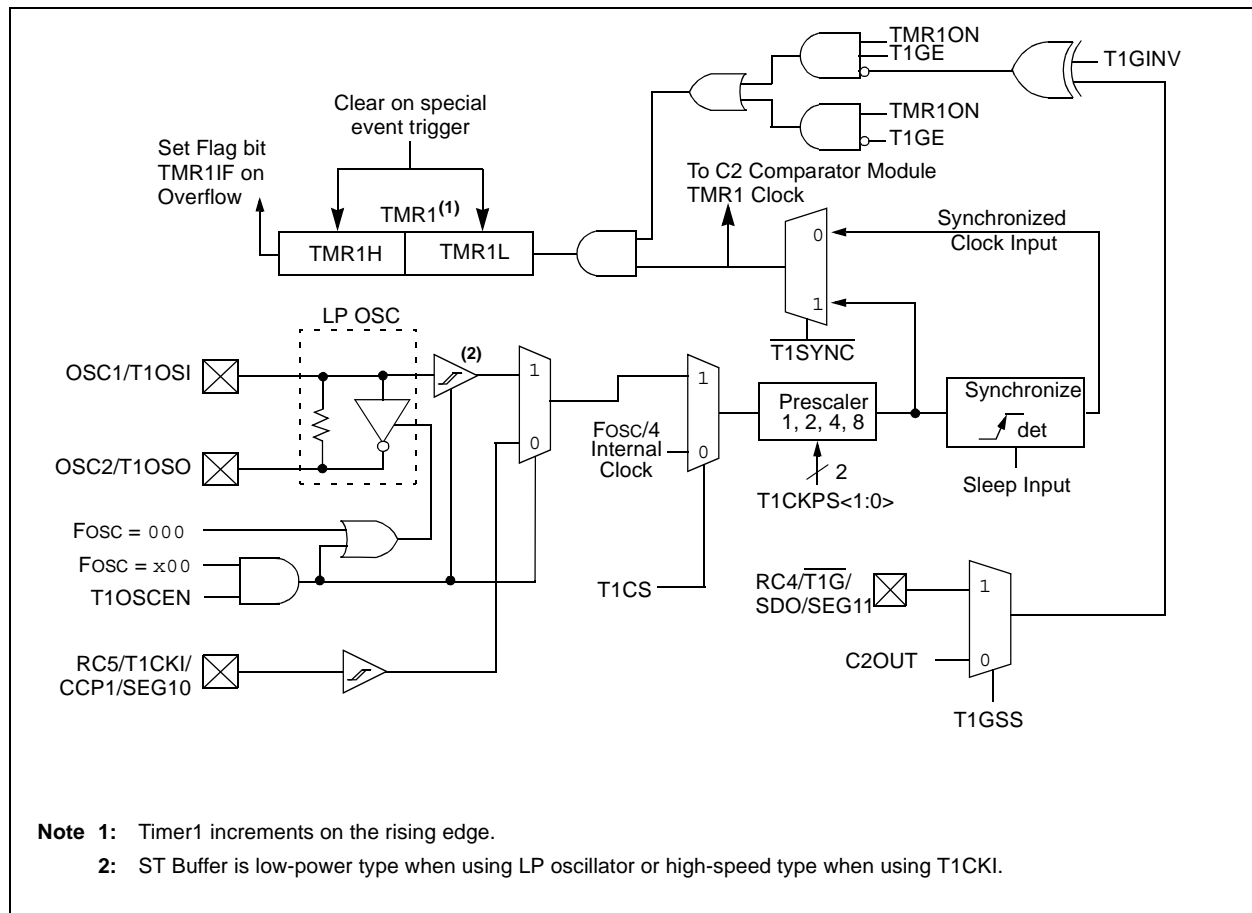 TMR1ON
T1GE
T1GINV
TMR1ON
T1GE
Clear on special
event trigger
Set Flag bit
TMR1IF on
Overflow
To C2 Comparator Module
TMR1 Clock
TMR1(1)
TMR1H
TMR1L
0
1
Synchronized
Clock Input
T1SYNC
LP OSC
OSC1/T1OSI
(2)
1
0
OSC2/T1OSO
FOSC = 000
FOSC = x00
T1OSCEN
RC5/T1CKI/
CCP1/SEG10
1
0
FOSC/4
Internal
Clock
T1CS
Prescaler
1, 2, 4, 8
2
T1CKPS<1:0>
Synchronize
det
Sleep Input
RC4/T1G/
SDO/SEG11
1
0
C2OUT
T1GSS
Note 1: Timer1 increments on the rising edge.
2: ST Buffer is low-power type when using LP oscillator or high-speed type when using T1CKI.